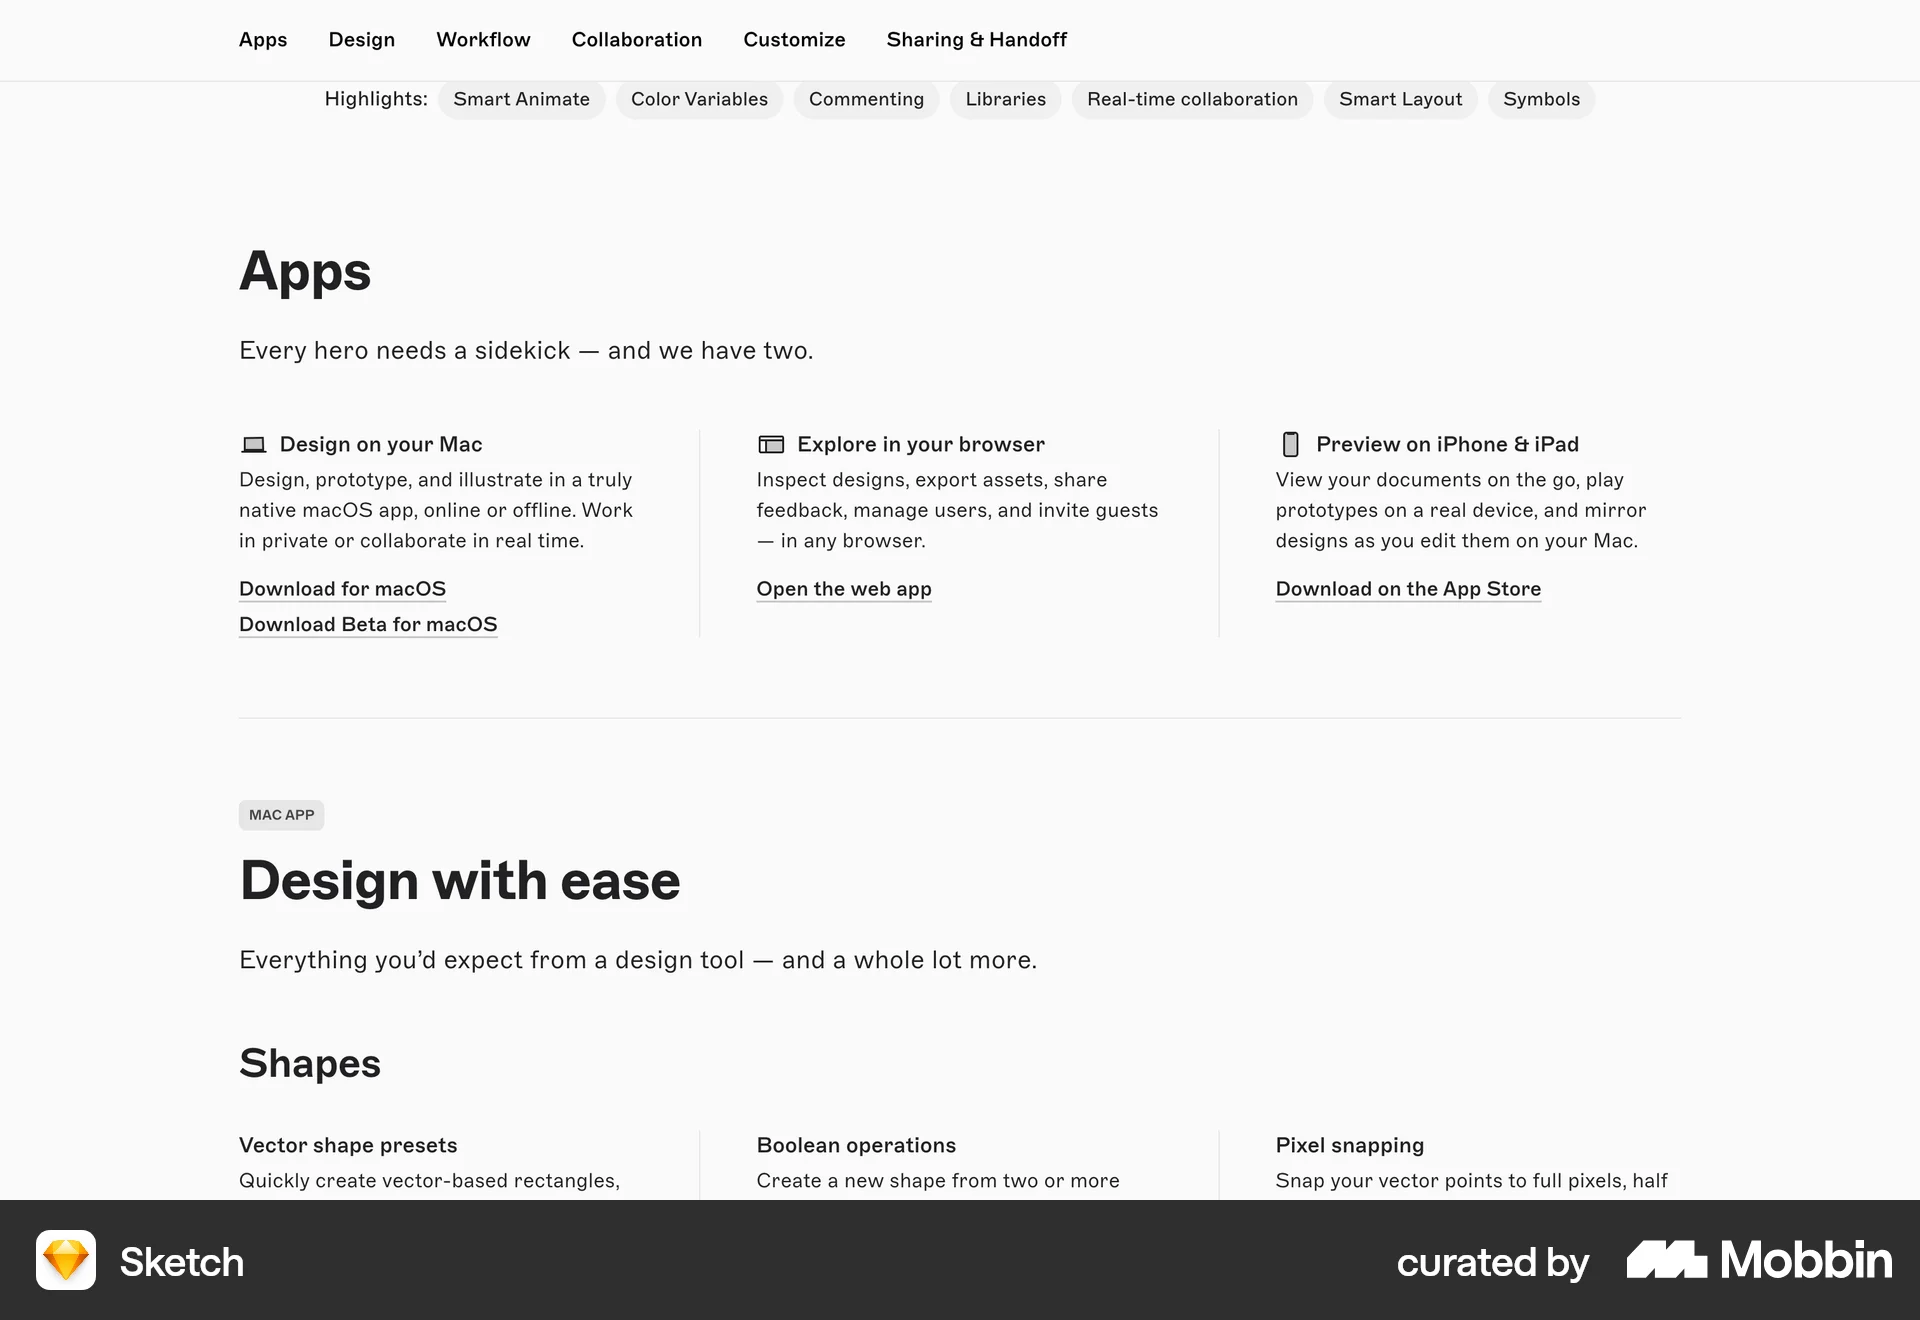 Apps Design Workflow Collaboration Customize Sharing & Handoff
Highlights: Smart Animate Color Variables Commenting Libraries Real-time collaboration Smart Layout Symbols
Apps
Every hero needs a sidekick — and we have two.
Design on your Mac
Design, prototype, and illustrate in a truly
native macOS app, online or offline. Work
in private or collaborate in real time.
Download for macOS
Download Beta for macOS
Explore in your browser
Inspect designs, export assets, share
feedback, manage users, and invite guests
— in any browser.
Open the web app
Preview on iPhone & iPad
View your documents on the go, play
prototypes on a real device, and mirror
designs as you edit them on your Mac.
Download on the App Store
MAC APP
Design with ease
Everything you’d expect from a design tool — and a whole lot more.
Shapes
Vector shape presets
Quickly create vector-based rectangles,
Boolean operations
Create a new shape from two or more
Pixel snapping
Snap your vector points to full pixels, half
Sketch
curated by Mobbin